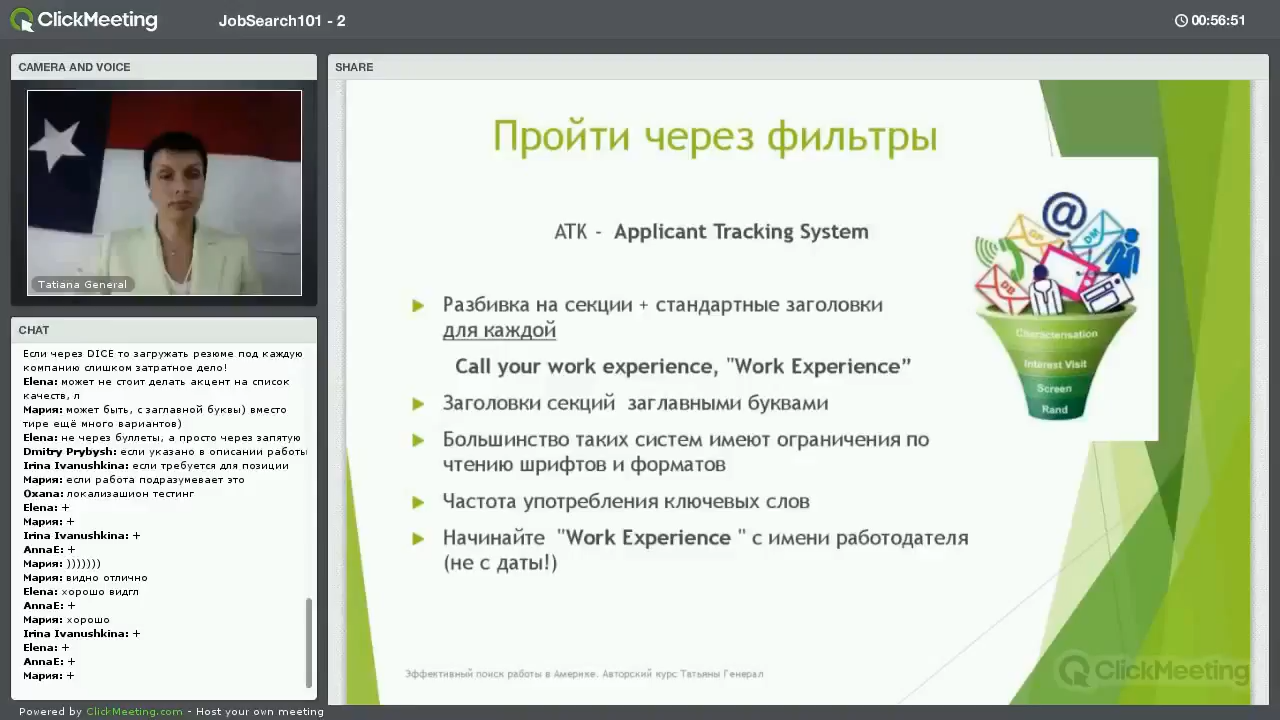 ClickMeeting
JobSearch101 - 2
00:56:51
CAMERA AND VOICE
Tatiana General
CHAT
Если через DICE то загружать резюме под каждую
компанию слишком затратное дело!
Elena: может не стоит делать акцент на список
качеств, л
Мария: может быть, с заглавной буквы) вместо
тире ещё много вариантов)
Elena: не через буллеты, а просто через запятую
Dmitry Prybysh: если указано в описании работы
Irina Ivanushkina: если требуется для позиции
Мария: если работа подразумевает это
Oxana: локализашион тестинг
Elena: +
Мария: +
Irina Ivanushkina: +
AnnaE: +
Мария: )))))))
Мария: видно отлично
Elena: хорошо видгл
AnnaE: +
Мария: хорошо
Irina Ivanushkina: +
Elena: +
AnnaE: +
Мария: +
Powered by ClickMeeting.com - Host your own meeting
SHARE
Пройти через фильтры
АТК - Applicant Tracking System
Разбивка на секции + стандартные заголовки
для каждой
Call your work experience, "Work Experience”
Заголовки секций заглавными буквами
Большинство таких систем имеют ограничения по
чтению шрифтов и форматов
Частота употребления ключевых слов
Начинайте "Work Experience " с имени работодателя
(не с даты!)
@
DM
Characterisation
Interest Visit
Screen
Rand
Эффективный поиск работы в Америке. Авторский курс Татьяны Генерал
ClickMeeting